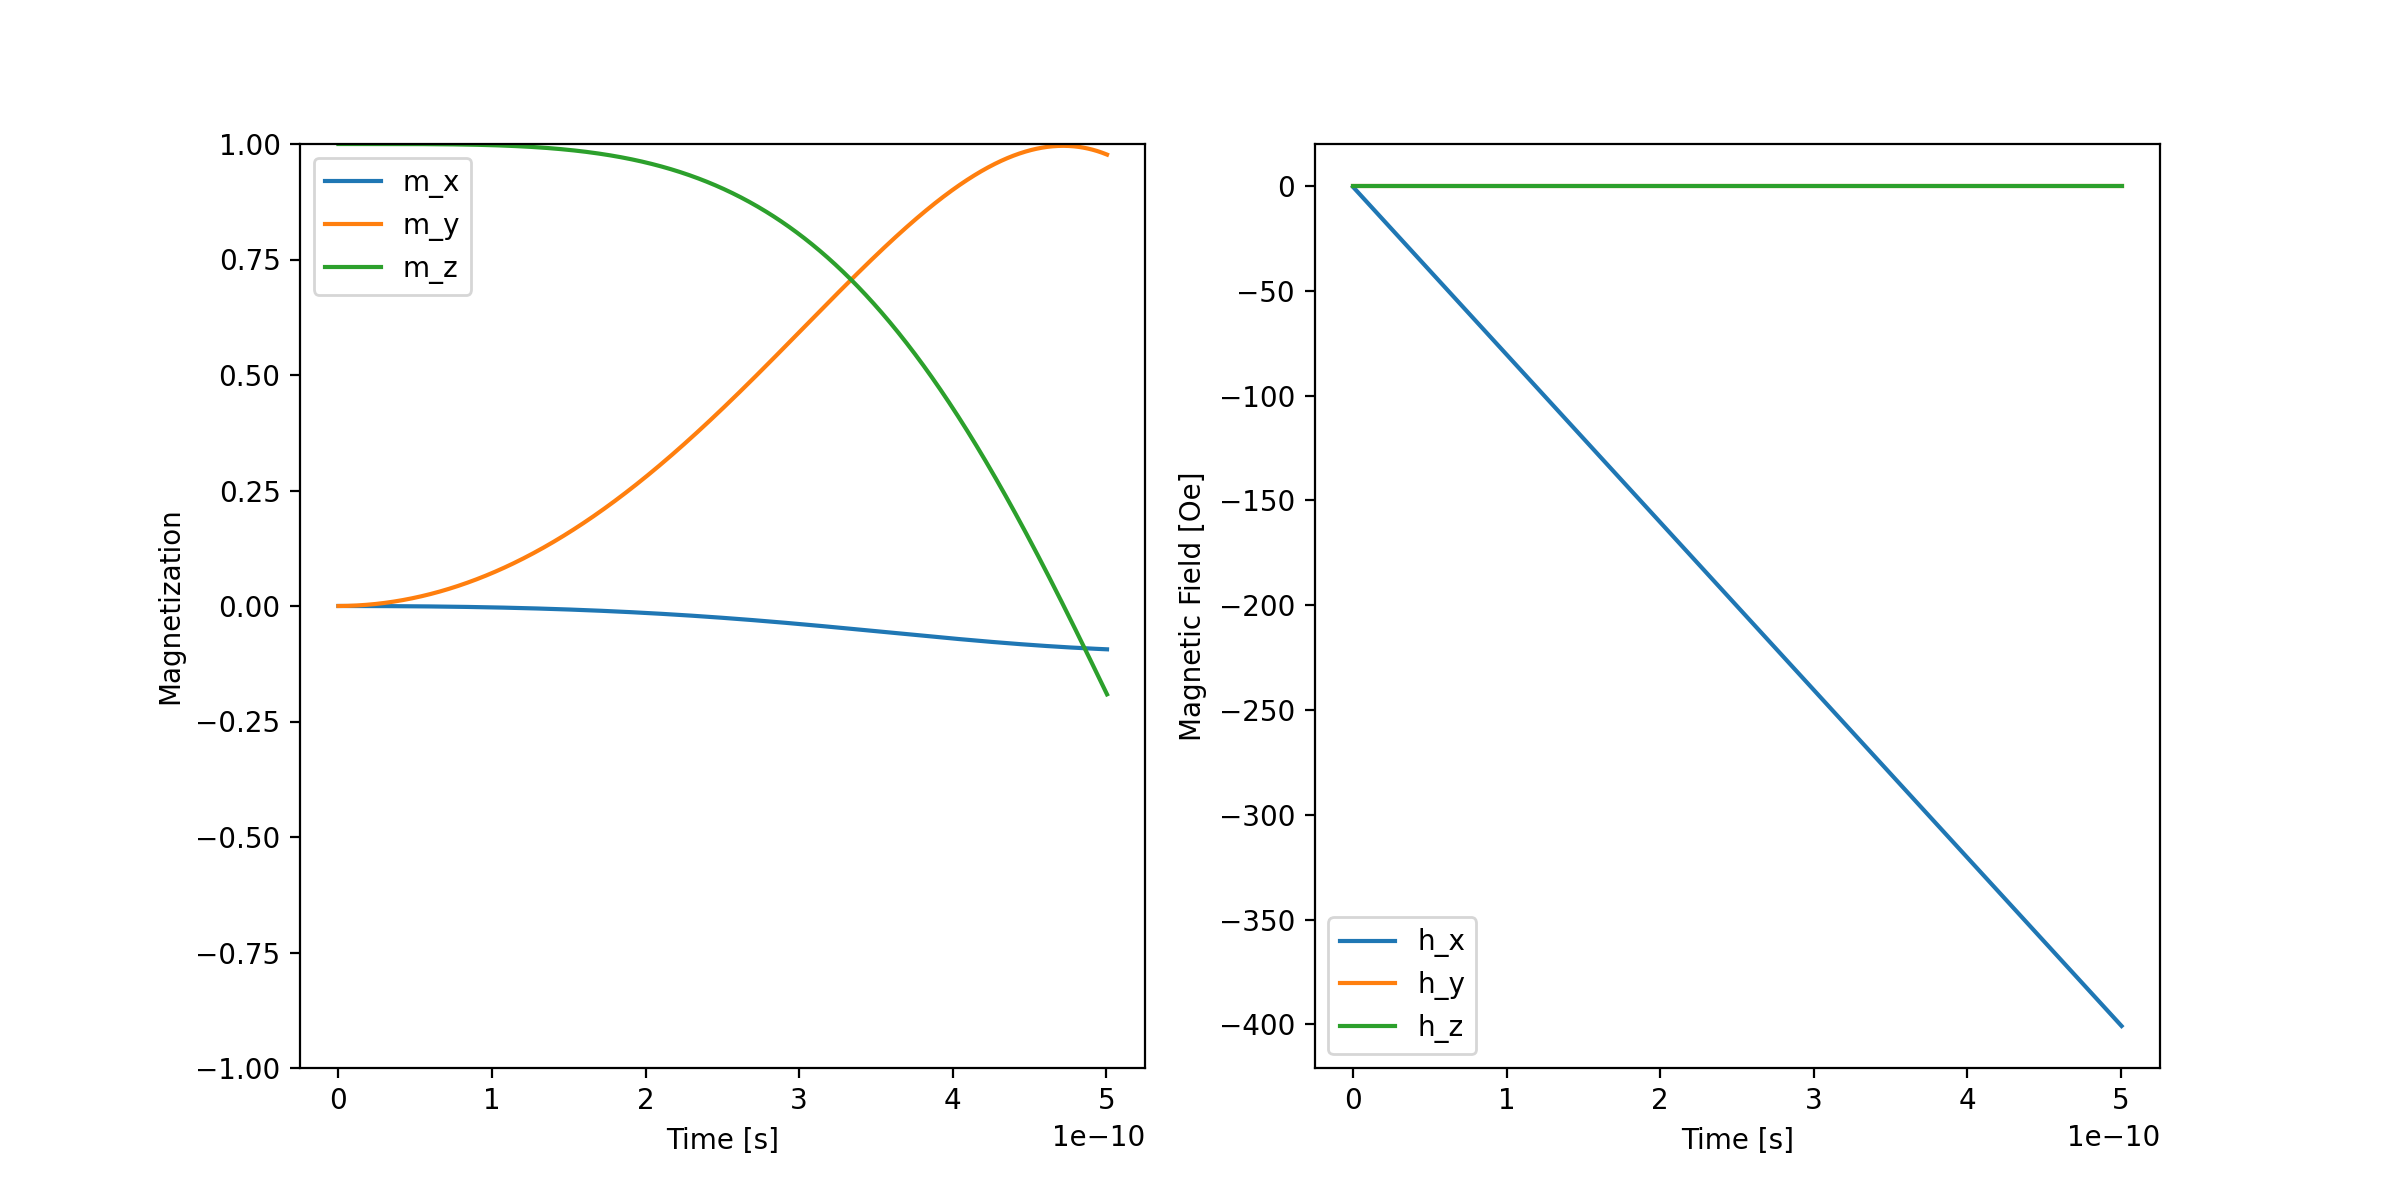 1.00
0.75
0.50
0.25
0.00
−0.25
−0.50
−0.75
−1.00
Magnetization
m_x
m_y
m_z
0 1 2 3 4 5
1e−10
Time [s]
0
−50
−100
−150
−200
−250
−300
−350
−400
Magnetic Field [Oe]
h_x
h_y
h_z
0 1 2 3 4 5
1e−10
Time [s]